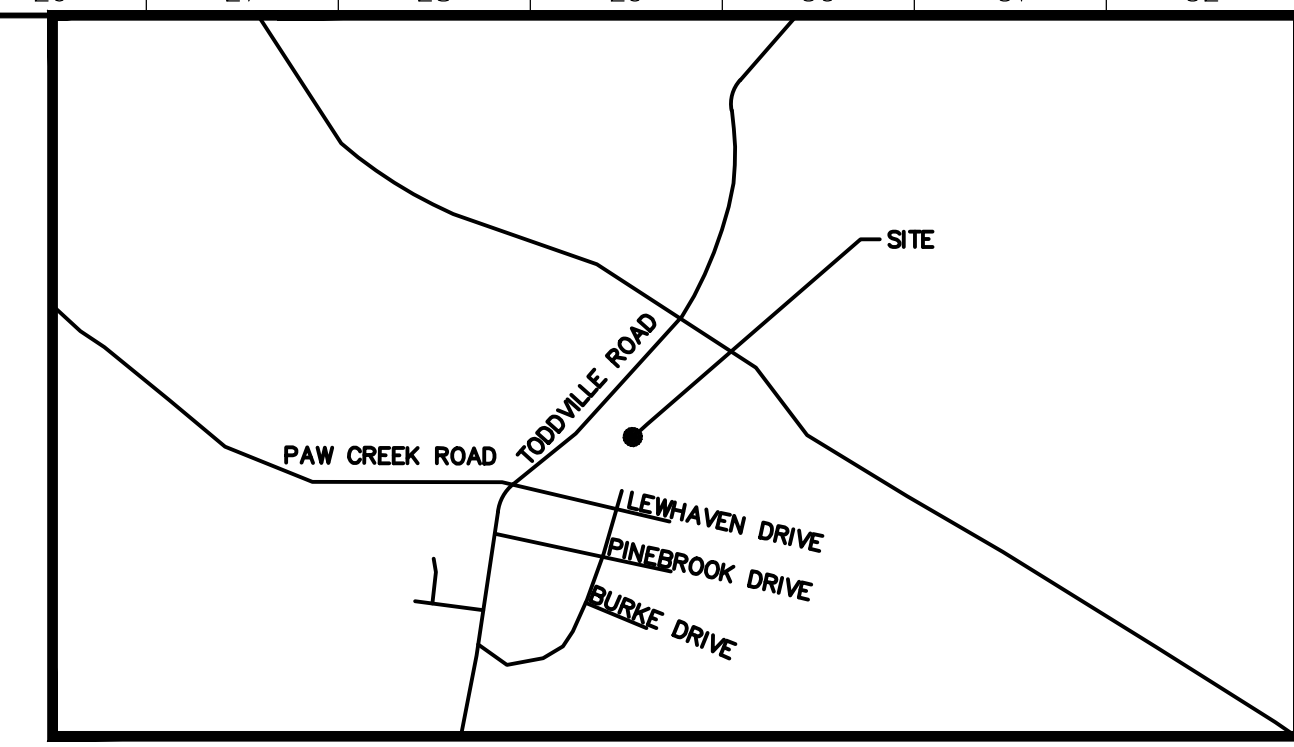 SITE
TODDVILLE ROAD
PAW CREEK ROAD
LEWHAVEN DRIVE
PINEBROOK DRIVE
BURKE DRIVE